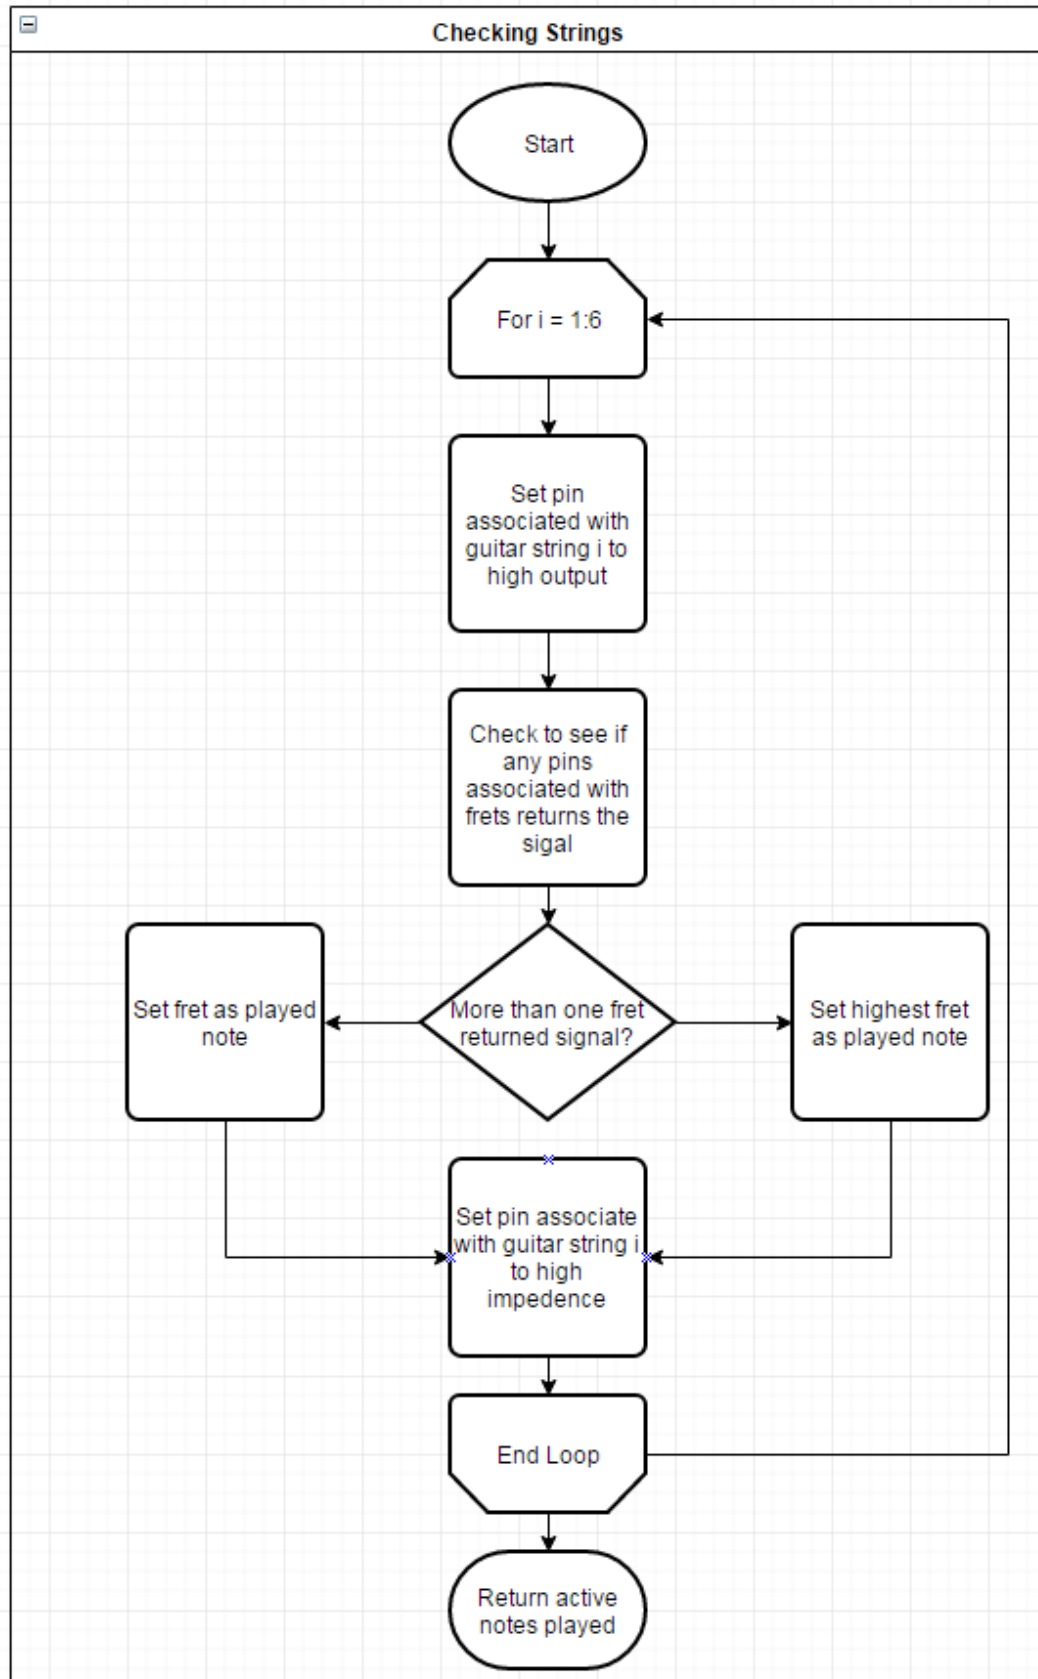 Checking Strings
Start
For i = 1:6
Set pin
associated with
guitar string i to
high output
Check to see if
any pins
associated with
frets returns the
sigal
Set fret as played
note
More than one fret
returned signal?
Set highest fret
as played note
Set pin associate
with guitar string i
to high
impedence
End Loop
Return active
notes played